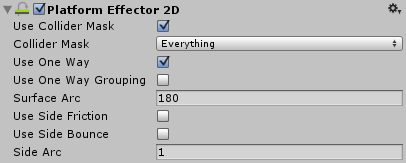 Platform Effector 2D
Use Collider Mask
Collider Mask Everything
Use One Way
Use One Way Grouping
Surface Arc 180
Use Side Friction
Use Side Bounce
Side Arc 1